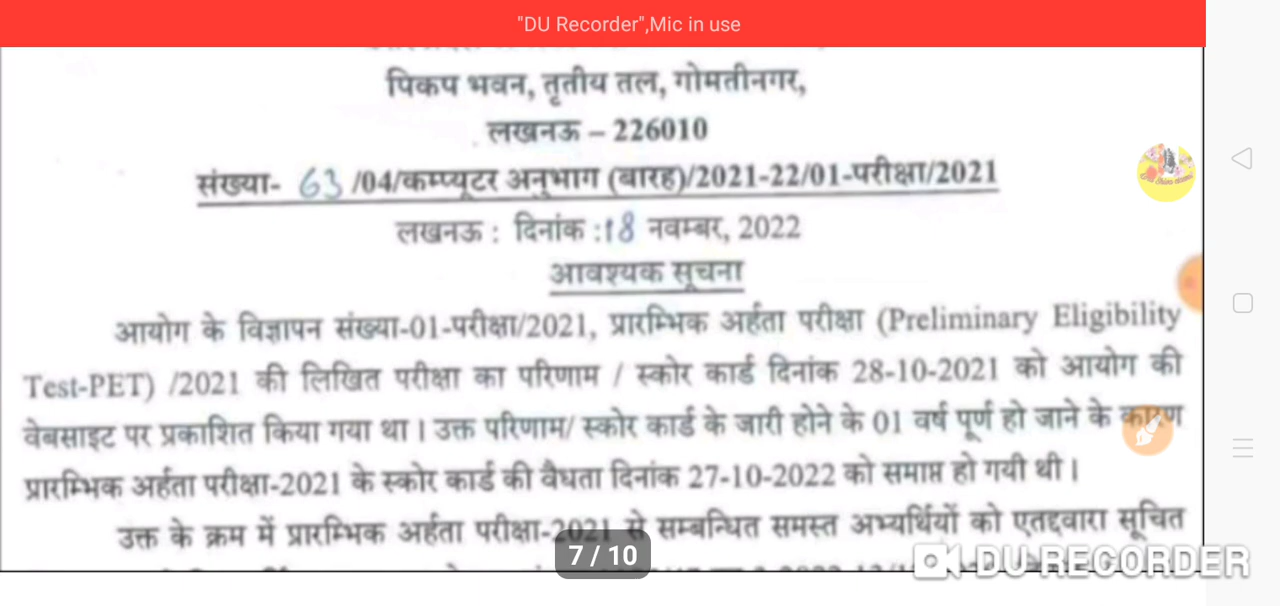 "DU Recorder",Mic in use
पिकप भवन, तृतीय तल, गोमतीनगर,
लखनऊ – 226010
संख्या- 63 /04/कम्प्यूटर अनुभाग (बारह)/2021-22/01-परीक्षा/2021
लखनऊ : दिनांक :18 नवम्बर, 2022
आवश्यक सूचना
आयोग के विज्ञापन संख्या-01-परीक्षा/2021, प्रारम्भिक अर्हता परीक्षा (Preliminary Eligibility
Test-PET) /2021 की लिखित परीक्षा का परिणाम / स्कोर कार्ड दिनांक 28-10-2021 को आयोग की
वेबसाइट पर प्रकाशित किया गया था। उक्त परिणाम/ स्कोर कार्ड के जारी होने के 01 वर्ष पूर्ण हो जाने के कारण
प्रारम्भिक अर्हता परीक्षा-2021 के स्कोर कार्ड की वैधता दिनांक 27-10-2022 को समाप्त हो गयी थी।
उक्त के क्रम में प्रारम्भिक अर्हता परीक्षा-2021 से सम्बन्धित समस्त अभ्यर्थियों को एतद्द्वारा सूचित
7 / 10
DU RECORDER